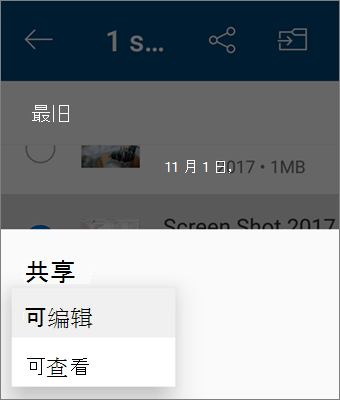 1 s...
最旧
11 月 1 日, 2017 • 1MB
Screen Shot 2017
共享
可编辑
可查看